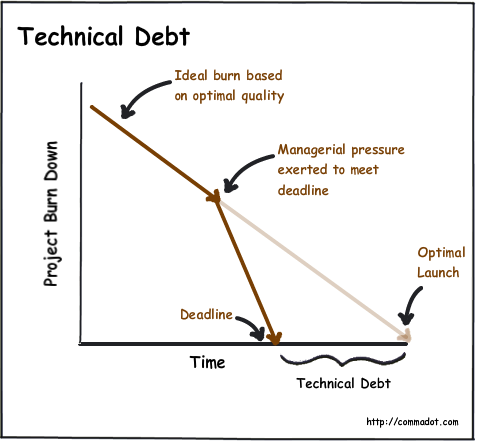 Technical Debt
Ideal burn based
on optimal quality
Managerial pressure
exerted to meet
deadline
Project Burn Down
Optimal
Launch
Deadline
Time
Technical Debt
http://commadot.com